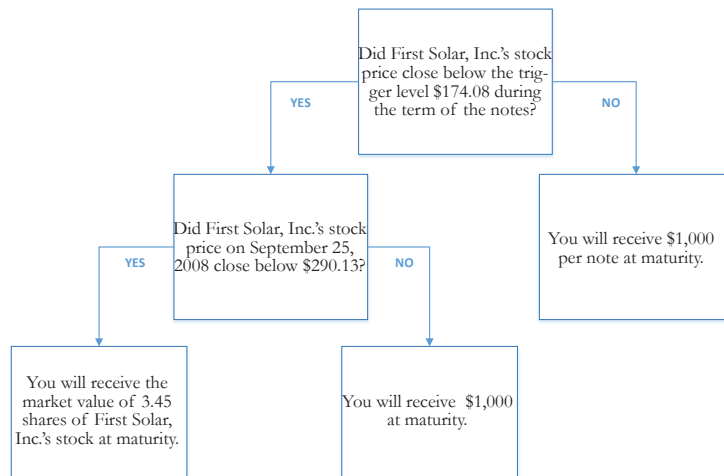 Did First Solar, Inc.'s stock
price close below the trig-
ger level $174.08 during
the term of the notes?
YES
NO
Did First Solar, Inc.'s stock
price on September 25,
2008 close below $290.13?
You will receive $1,000
per note at maturity.
YES
NO
You will receive the
market value of 3.45
shares of First Solar,
Inc.'s stock at maturity.
You will receive  $1,000
at maturity.